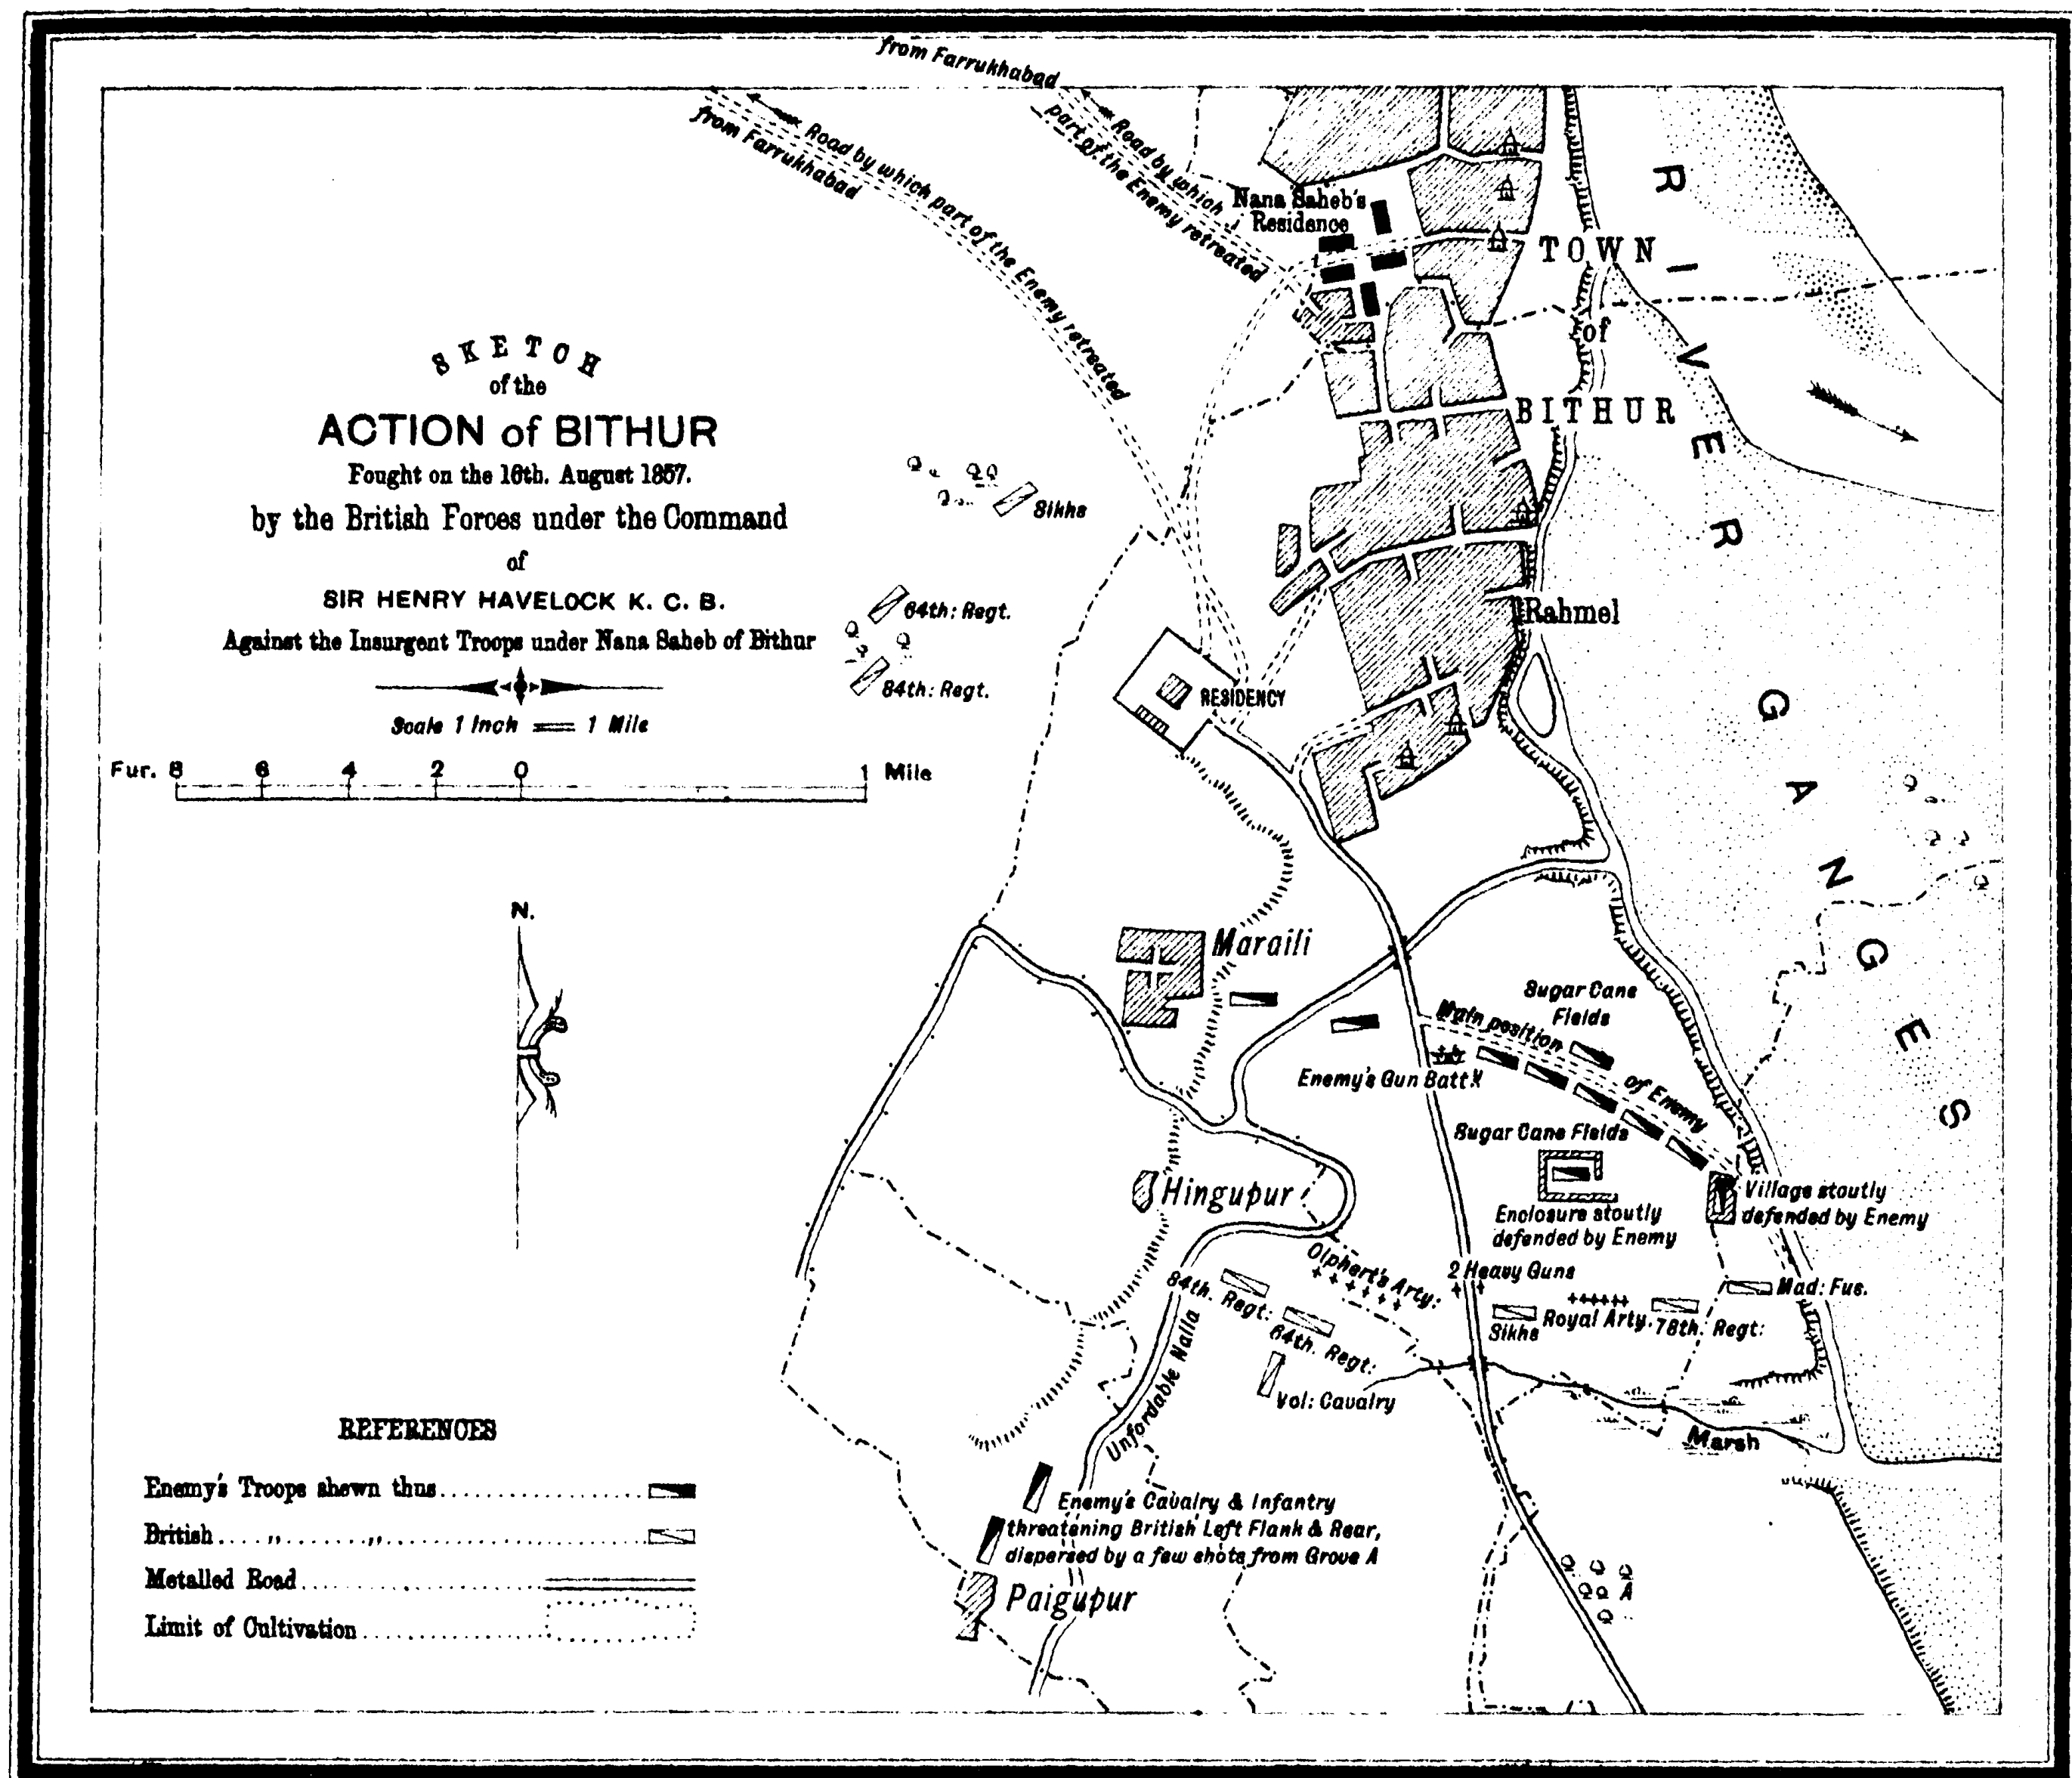 from Farrukhabad
Road by which part of the Enemy retreated
from Farrukhabad
Road by which
part of the Enemy retreated
Nana Saheb's
Residence
RIVER
TOWN
of
BITHUR
SKETCH
of the
ACTION of BITHUR
Fought on the 16th. August 1857.
by the British Forces under the Command
of
SIR HENRY HAVELOCK K. C. B.
Against the Insurgent Troops under Nana Saheb of Bithur
Scale 1 Inch = 1 Mile
Fur. 8 6 4 2 0 1 Mile
Sikhs
64th: Regt.
84th: Regt.
Rahmel
RESIDENCY
GANGES
N.
Maraili
Sugar Cane
Fields
Main position
of Enemy
Enemy's Gun Batty
Sugar Cane Fields
Hingupur
Enclosure stoutly
defended by Enemy
Village stoutly
defended by Enemy
Olphert's Arty:
2 Heavy Guns
84th. Regt:
64th. Regt:
Sikhs
Royal Arty.
78th. Regt:
Mad: Fus.
Vol: Cavalry
Unfordable Nalla
Marsh
Enemy's Cavalry & Infantry
threatening British Left Flank & Rear,
dispersed by a few shots from Grove A
Paigupur
A
REFERENCES
Enemy's Troops shewn thus
British " "
Metalled Road
Limit of Cultivation